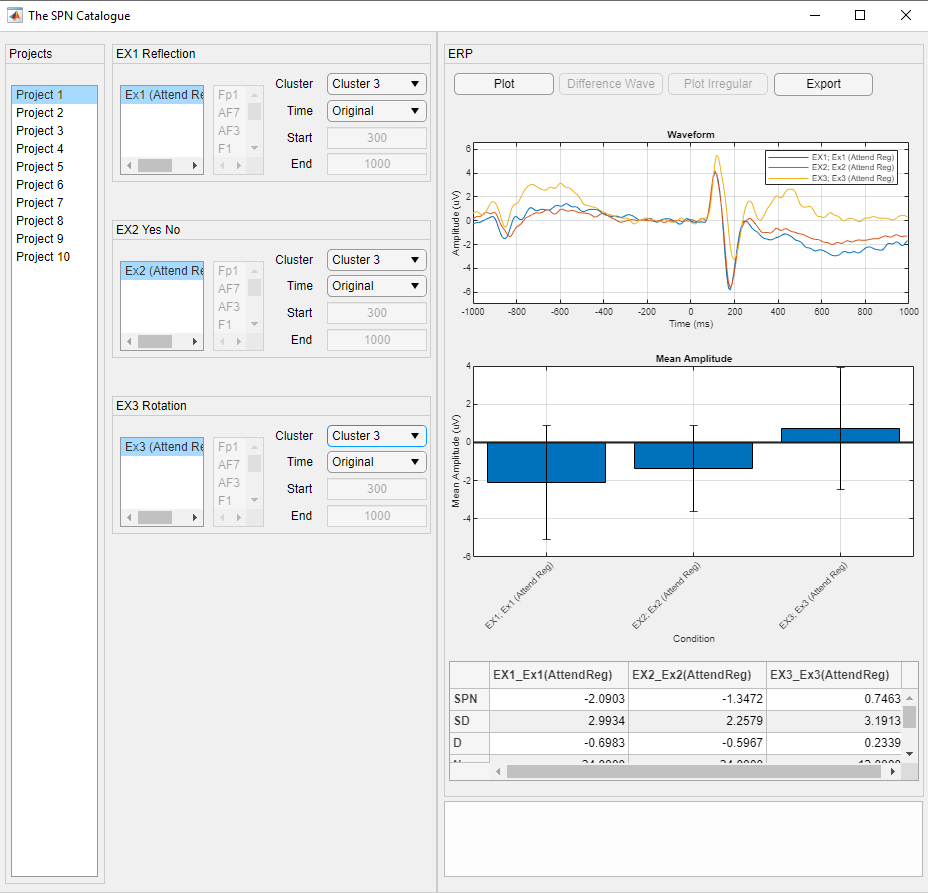 The SPN Catalogue
Projects
Project 1
Project 2
Project 3
Project 4
Project 5
Project 6
Project 7
Project 8
Project 9
Project 10
EX1 Reflection
Ex1 (Attend Re
Fp1
AF7
AF3
F1
Cluster Cluster 3
Time Original
Start 300
End 1000
EX2 Yes No
Ex2 (Attend Re
Fp1
AF7
AF3
F1
Cluster Cluster 3
Time Original
Start 300
End 1000
EX3 Rotation
Ex3 (Attend Re
Fp1
AF7
AF3
F1
Cluster Cluster 3
Time Original
Start 300
End 1000
ERP
Plot Difference Wave Plot Irregular Export
Waveform
EX1; Ex1 (Attend Reg)
EX2; Ex2 (Attend Reg)
EX3; Ex3 (Attend Reg)
Amplitude (uV)
6
4
2
0
-2
-4
-6
-1000 -800 -600 -400 -200 0 200 400 600 800 1000
Time (ms)
Mean Amplitude
Mean Amplitude (uV)
4
2
0
-2
-4
-6
EX1; Ex1 (Attend Reg)
EX2; Ex2 (Attend Reg)
EX3; Ex3 (Attend Reg)
Condition
EX1_Ex1(AttendReg) EX2_Ex2(AttendReg) EX3_Ex3(AttendReg)
SPN -2.0903 -1.3472 0.7463
SD 2.9934 2.2579 3.1913
D -0.6983 -0.5967 0.2339